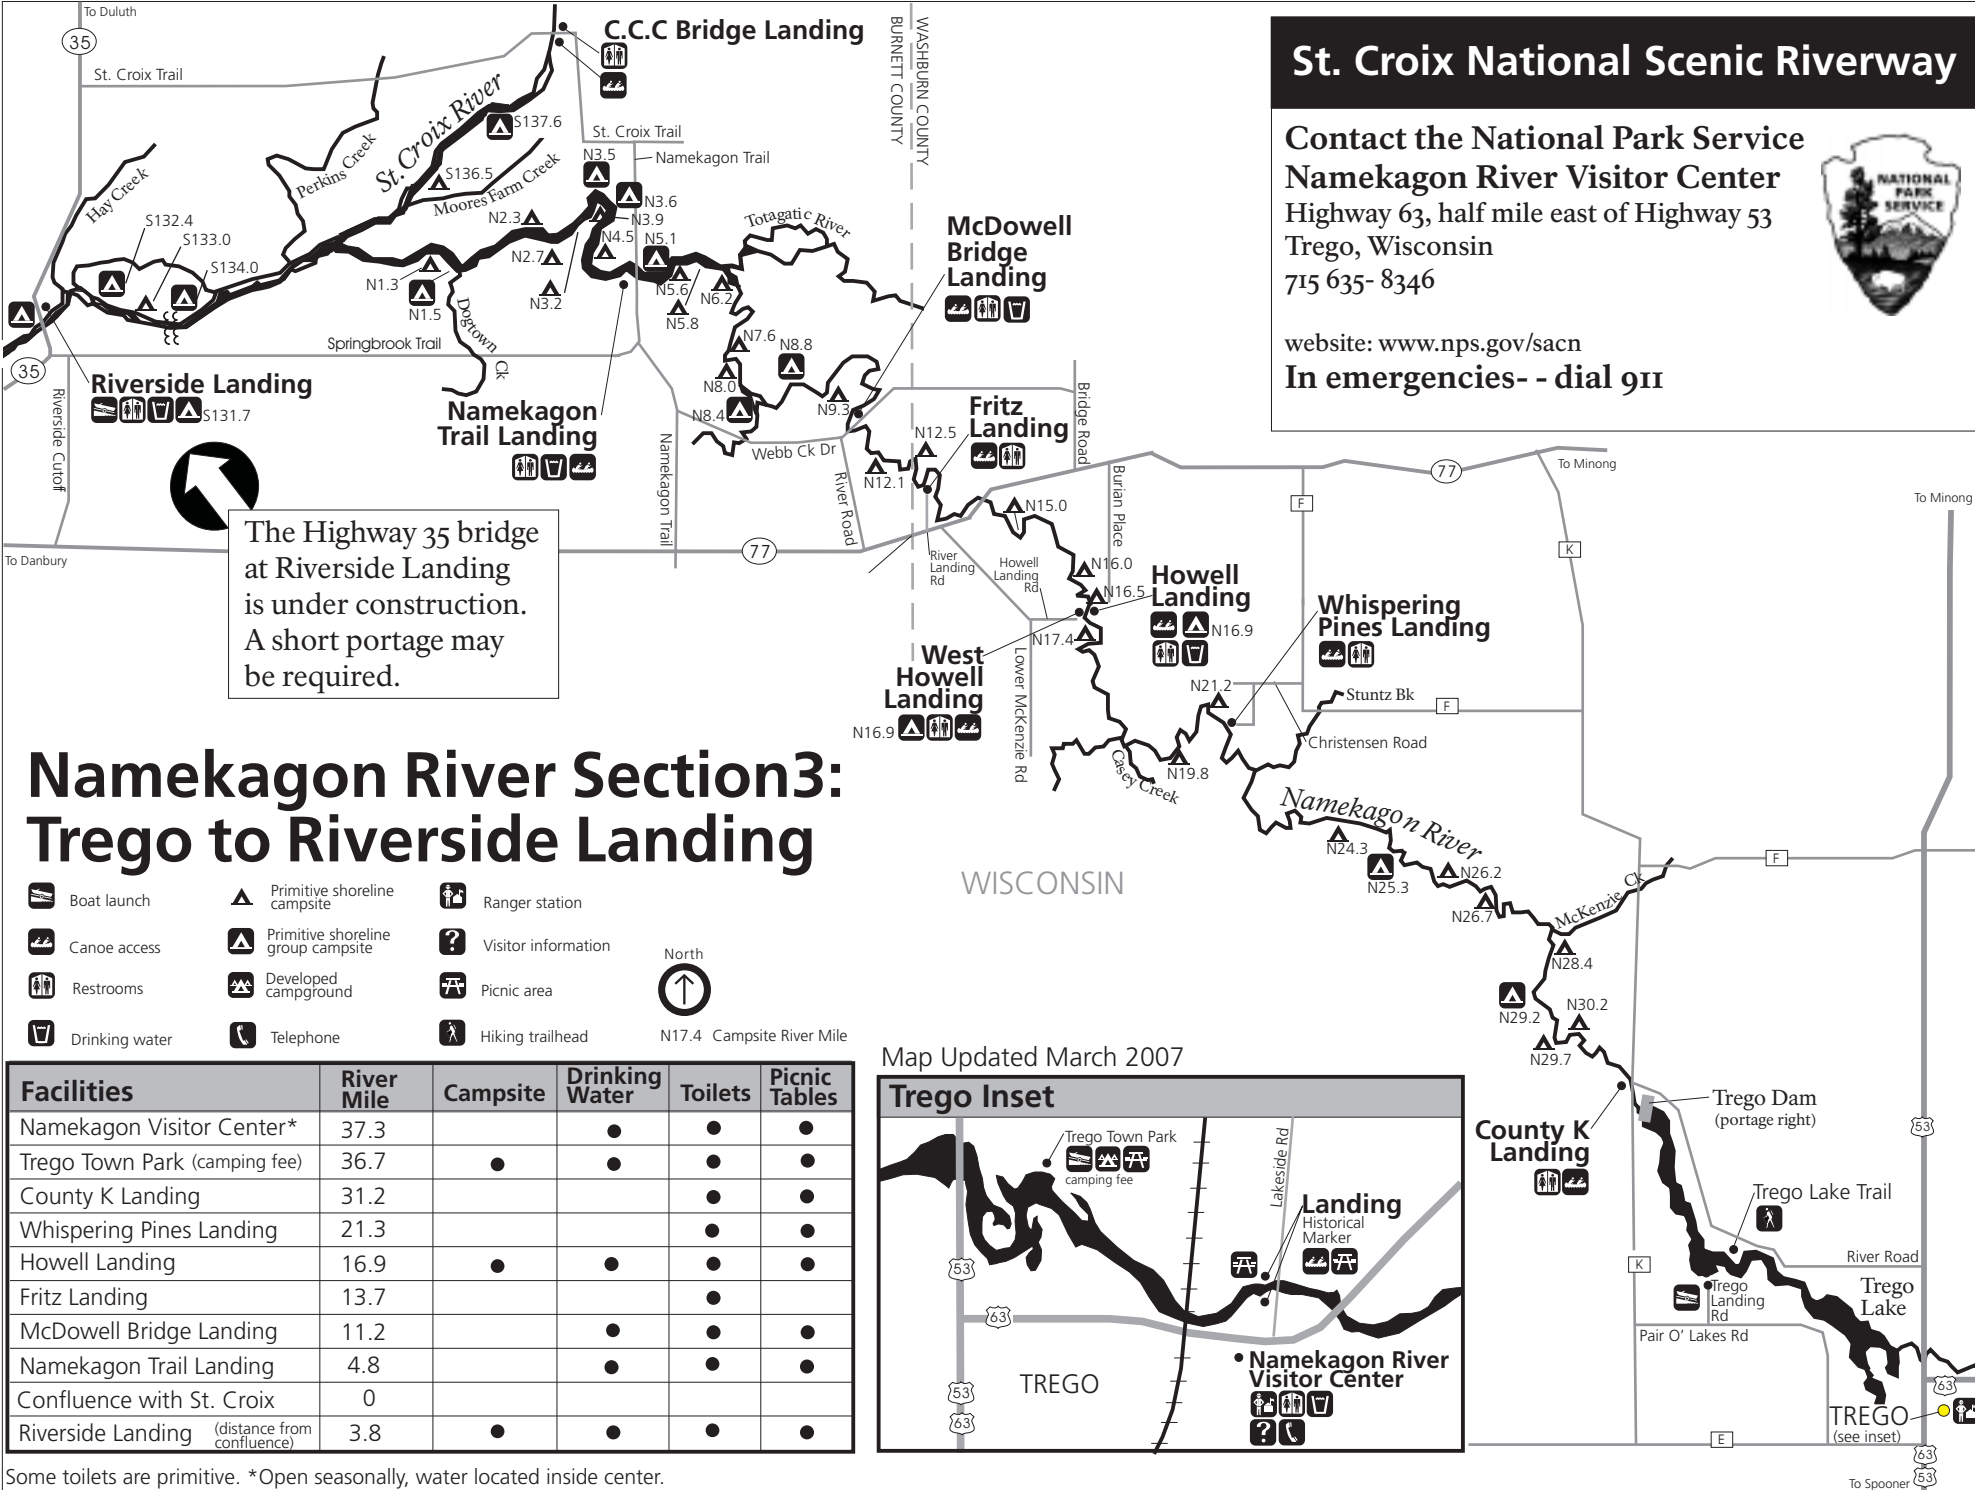 To Duluth
35
St. Croix Trail
Hay Creek
Perkins Creek
St. Croix River
C.C.C Bridge Landing
S137.6
S136.5
Moores Farm Creek
St. Croix Trail
Namekagon Trail
BURNETT COUNTY
WASHBURN COUNTY
S132.4
S133.0
S134.0
N3.5
N3.6
N3.9
N2.3
N4.5
N5.1
N2.7
N1.3
N1.5
N3.2
N5.6
N5.8
N6.2
Totagatic River
Dogtown Ck
Springbrook Trail
N7.6
N8.8
N8.0
N8.4
N9.3
McDowell
Bridge
Landing
35
Riverside Landing
S131.7
Riverside Cutoff
Namekagon
Trail Landing
Namekagon Trail
Webb Ck Dr
River Road
N12.5
N12.1
Fritz
Landing
Bridge Road
Burian Place
77
To Minong
To Minong
F
K
N15.0
To Danbury
77
River
Landing
Rd
Howell
Landing
Rd
N16.0
N16.5
Howell
Landing
N16.9
N17.4
West
Howell
Landing
N16.9
Lower McKenzie Rd
Whispering
Pines Landing
N21.2
Stuntz Bk
F
Christensen Road
N19.8
Casey Creek
Namekagon River
N24.3
N25.3
N26.2
N26.7
McKenzie Ck
F
N28.4
N29.2
N30.2
N29.7
WISCONSIN
Trego Dam
(portage right)
County K
Landing
53
Trego Lake Trail
River Road
K
Trego
Landing
Rd
Trego
Lake
Pair O' Lakes Rd
63
TREGO
(see inset)
E
63
53
To Spooner
St. Croix National Scenic Riverway
Contact the National Park Service
Namekagon River Visitor Center
Highway 63, half mile east of Highway 53
Trego, Wisconsin
715 635- 8346
website: www.nps.gov/sacn
In emergencies- - dial 911
NATIONAL
PARK
SERVICE
The Highway 35 bridge
at Riverside Landing
is under construction.
A short portage may
be required.
Namekagon River Section3:
Trego to Riverside Landing
Boat launch
Canoe access
Restrooms
Drinking water
Primitive shoreline
campsite
Primitive shoreline
group campsite
Developed
campground
Telephone
Ranger station
? Visitor information
Picnic area
Hiking trailhead
North
N17.4 Campsite River Mile
Facilities River Mile Campsite Drinking Water Toilets Picnic Tables
Namekagon Visitor Center* 37.3 ● ● ●
Trego Town Park (camping fee) 36.7 ● ● ● ●
County K Landing 31.2 ● ●
Whispering Pines Landing 21.3 ● ●
Howell Landing 16.9 ● ● ● ●
Fritz Landing 13.7 ●
McDowell Bridge Landing 11.2 ● ● ●
Namekagon Trail Landing 4.8 ● ● ●
Confluence with St. Croix 0
Riverside Landing (distance from confluence) 3.8 ● ● ● ●
Some toilets are primitive. *Open seasonally, water located inside center.
Map Updated March 2007
Trego Inset
Trego Town Park
camping fee
Lakeside Rd
Landing
Historical
Marker
53
63
TREGO
53
63
Namekagon River
Visitor Center
?